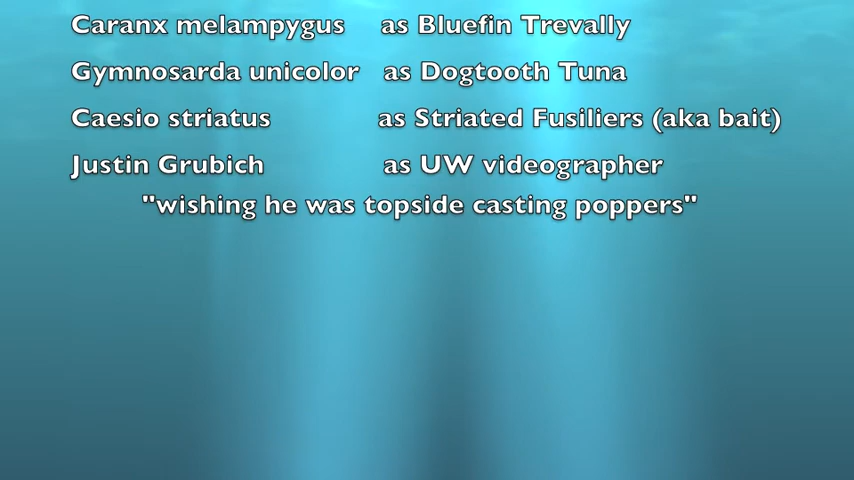 Caranx melampygus as Bluefin Trevally
Gymnosarda unicolor as Dogtooth Tuna
Caesio striatus as Striated Fusiliers (aka bait)
Justin Grubich as UW videographer
"wishing he was topside casting poppers"